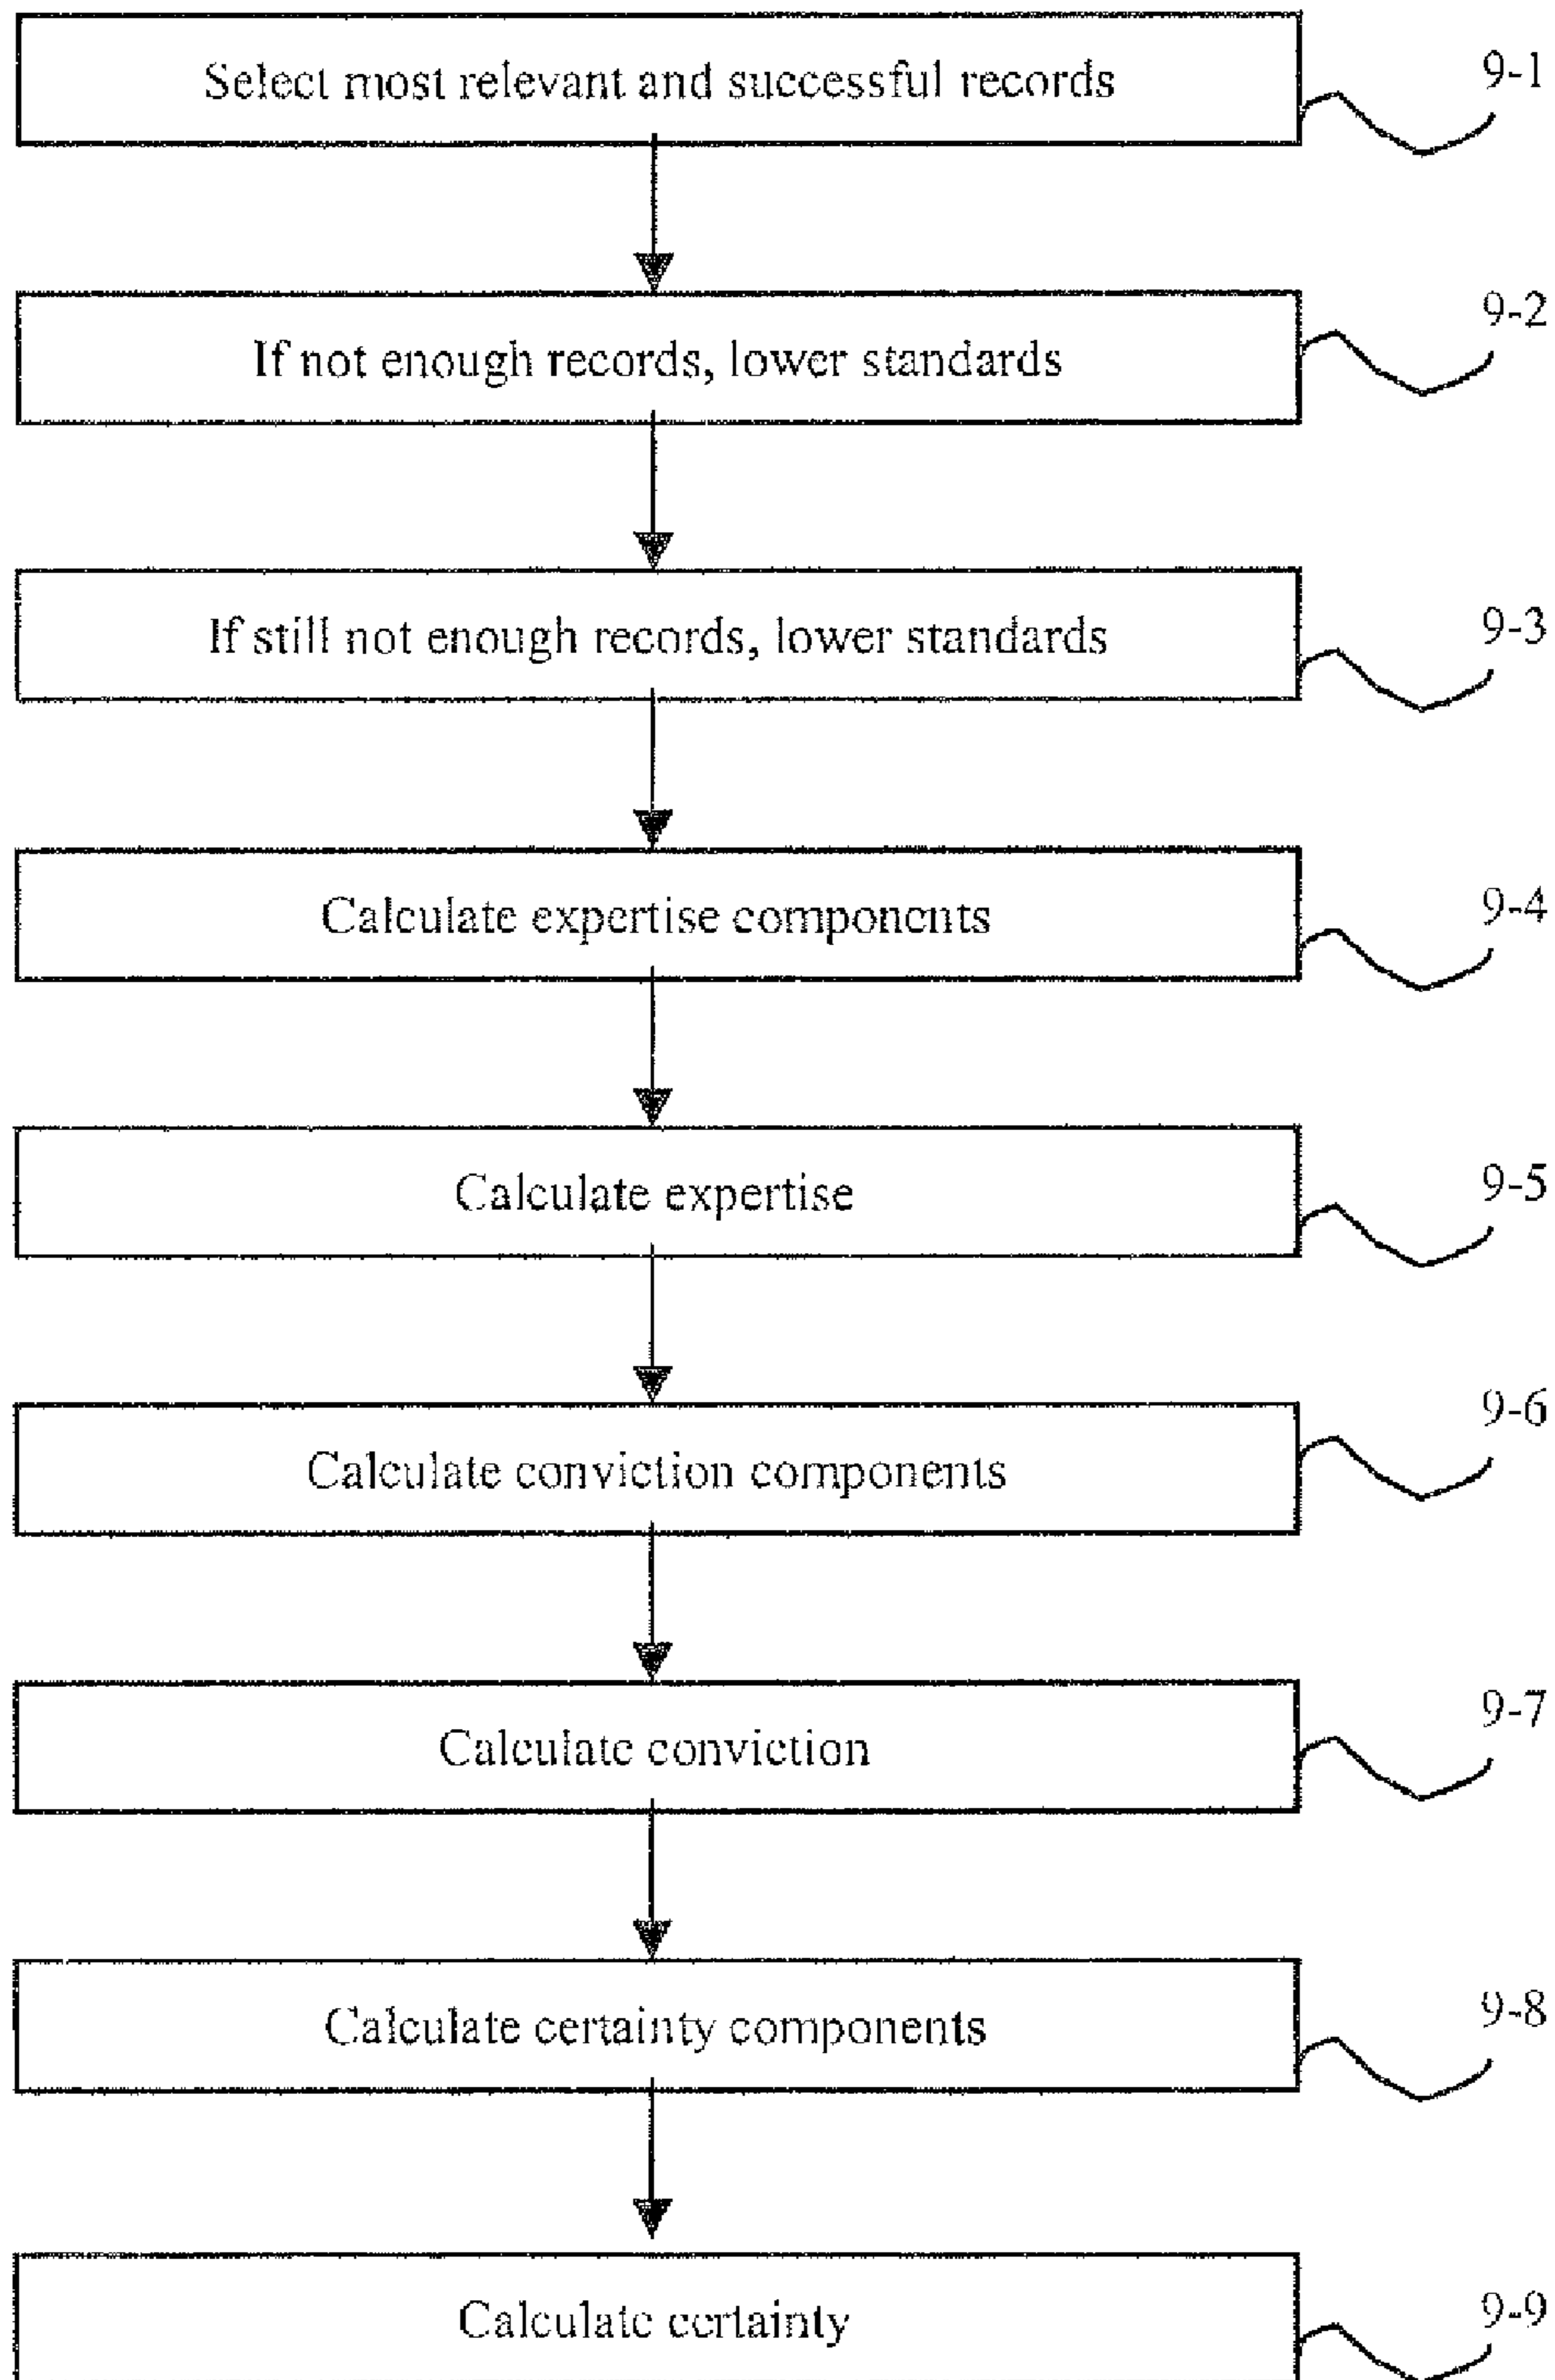 Select most relevant and successful records
9-1
If not enough records, lower standards
9-2
If still not enough records, lower standards
9-3
Calculate expertise components
9-4
Calculate expertise
9-5
Calculate conviction components
9-6
Calculate conviction
9-7
Calculate certainty components
9-8
Calculate certainty
9-9